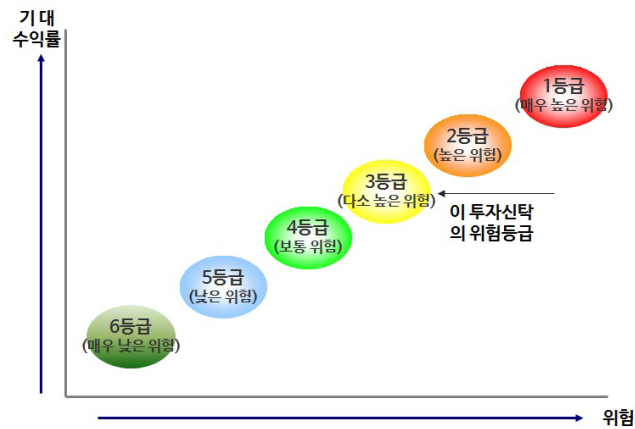 기 대
수익률
1등급
(매우 높은 위험)
2등급
(높은 위험)
3등급
(다소 높은 위험)
이 투자신탁
의 위험등급
4등급
(보통 위험)
5등급
(낮은 위험)
6등급
(매우 낮은 위험)
위험